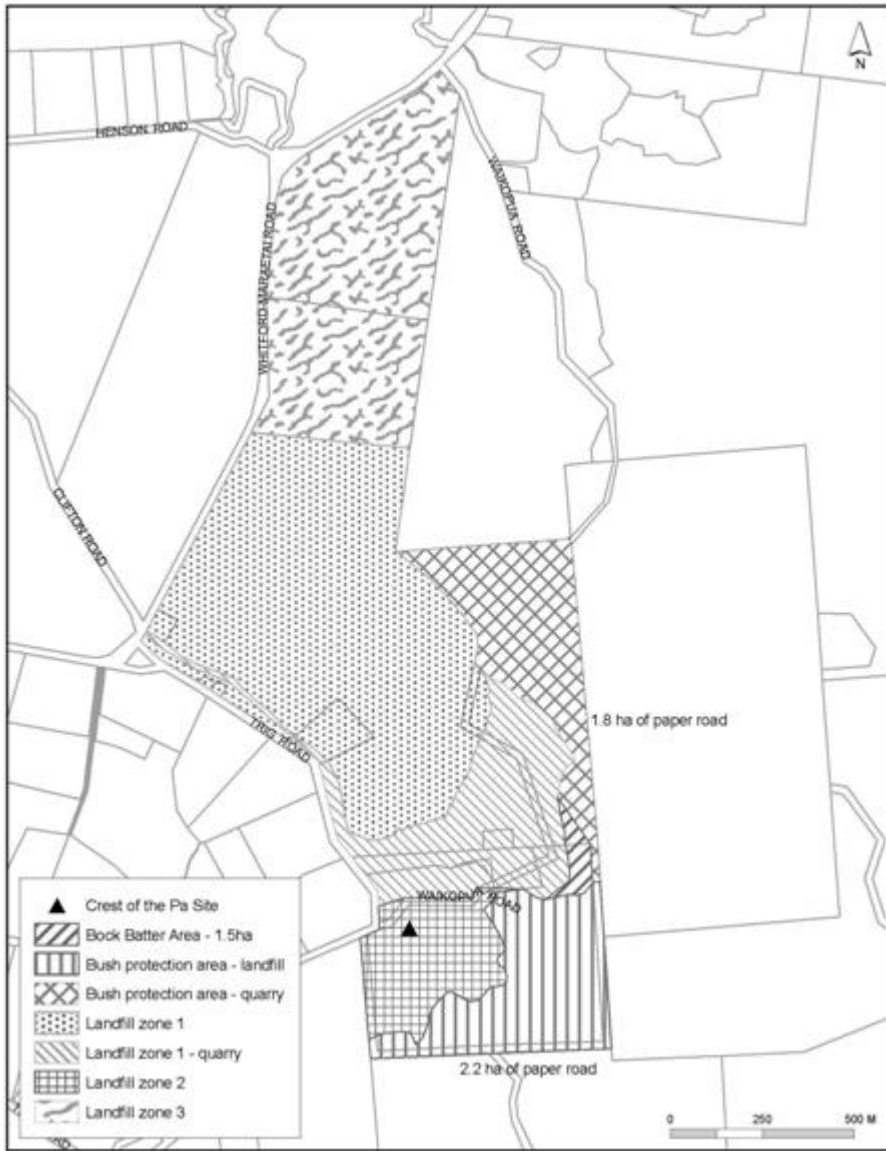 N
HENSON ROAD
WAIKOPUA ROAD
WHITFORD-MARAETAI ROAD
CLIFTON ROAD
TRIG ROAD
1.8 ha of paper road
WAIKOPUA ROAD
2.2 ha of paper road
Crest of the Pa Site
Bock Batter Area - 1.5ha
Bush protection area - landfill
Bush protection area - quarry
Landfill zone 1
Landfill zone 1 - quarry
Landfill zone 2
Landfill zone 3
0 250 500 M